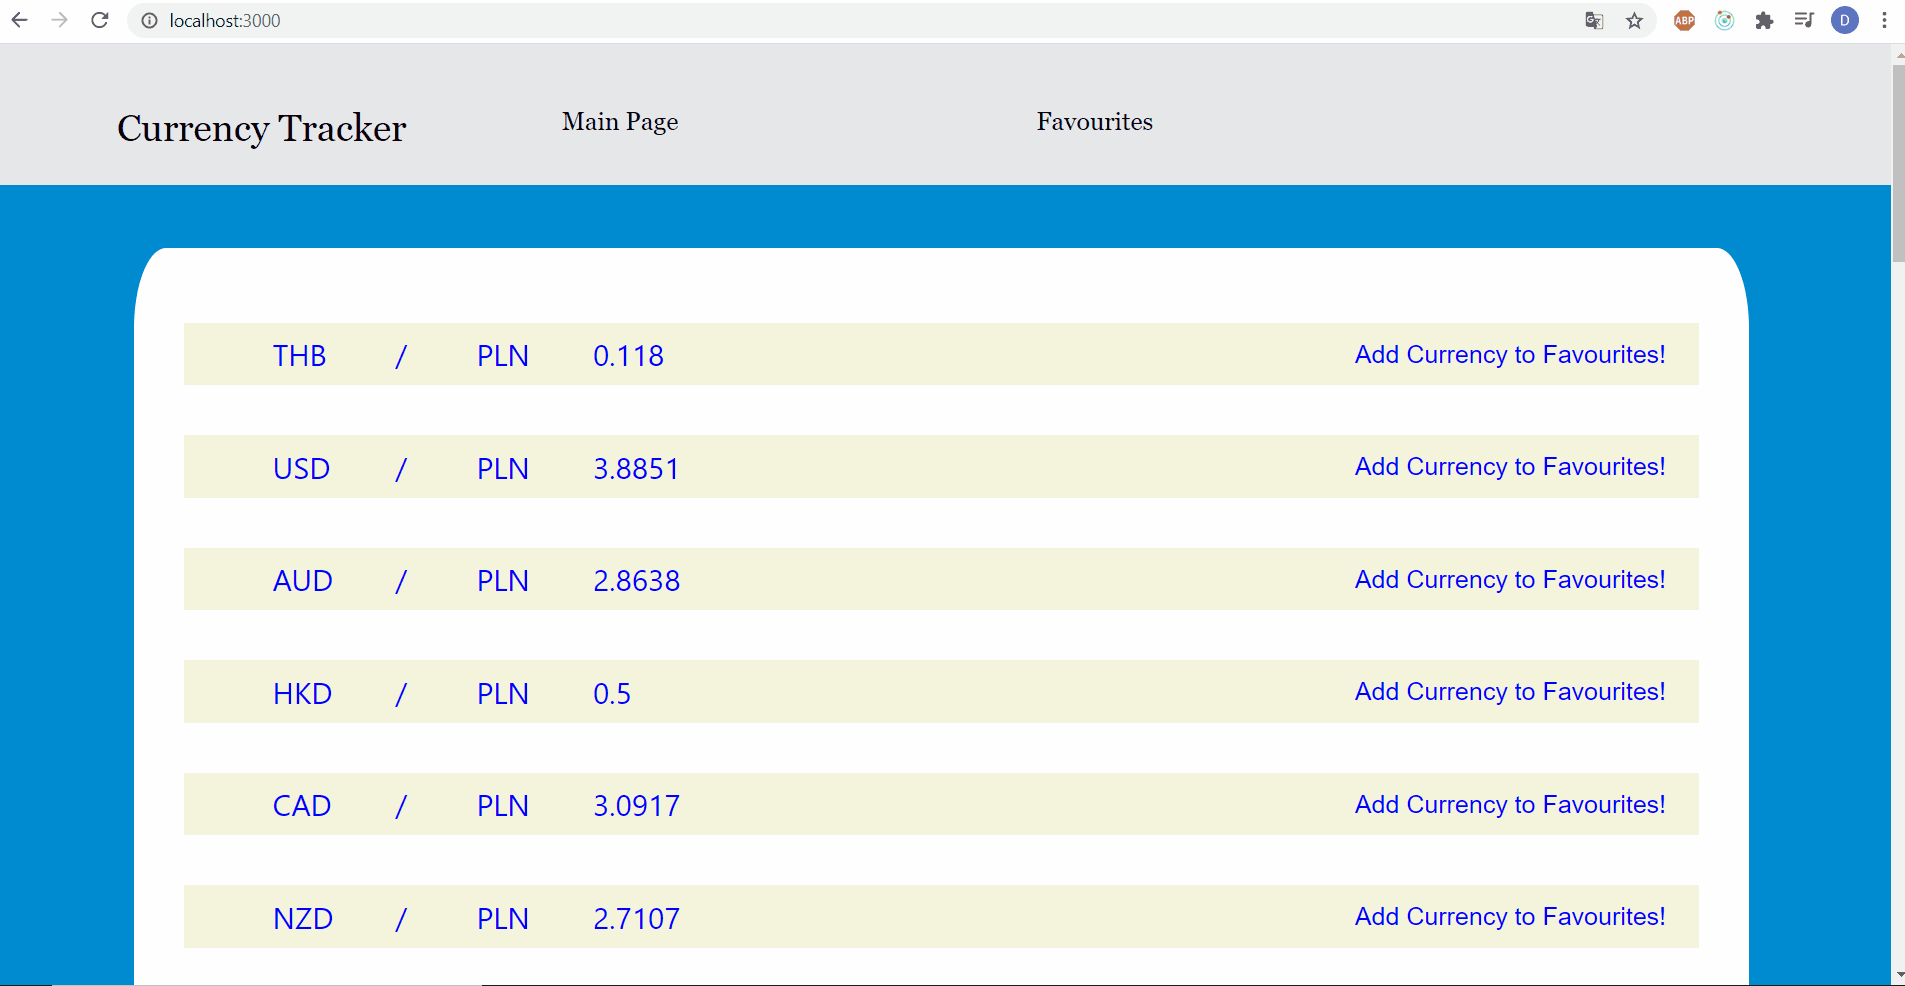 localhost:3000
ABP
D
Currency Tracker Main Page Favourites
THB / PLN 0.118 Add Currency to Favourites!
USD / PLN 3.8851 Add Currency to Favourites!
AUD / PLN 2.8638 Add Currency to Favourites!
HKD / PLN 0.5 Add Currency to Favourites!
CAD / PLN 3.0917 Add Currency to Favourites!
NZD / PLN 2.7107 Add Currency to Favourites!